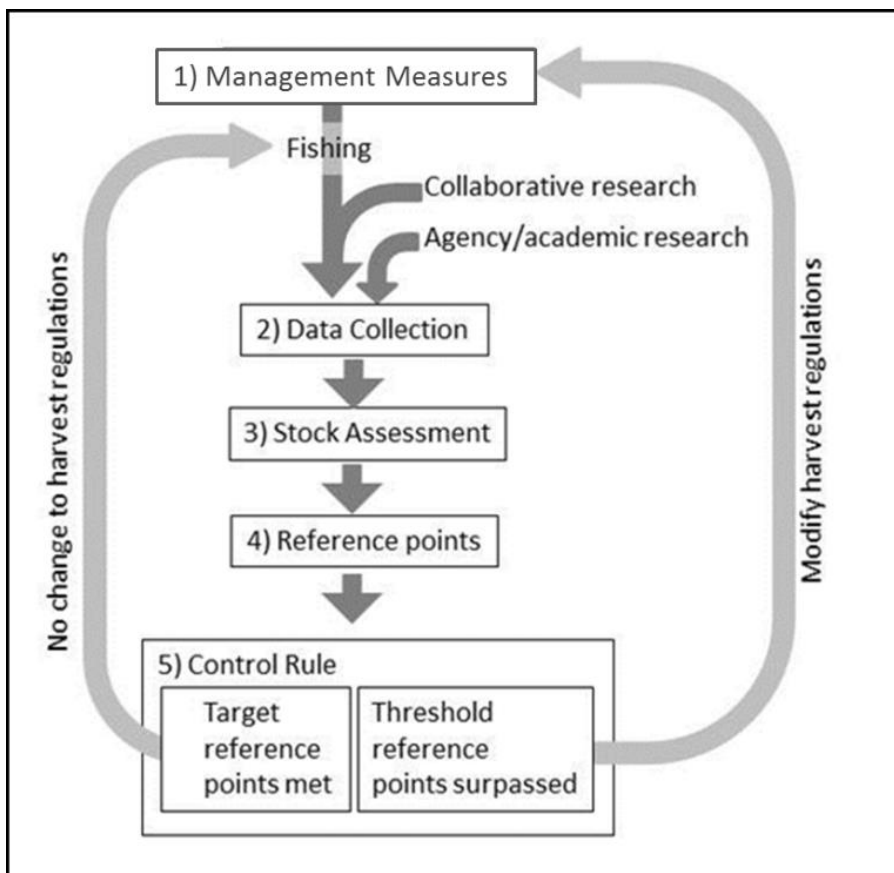 1) Management Measures
Fishing
Collaborative research
Agency/academic research
2) Data Collection
3) Stock Assessment
4) Reference points
5) Control Rule
Target
reference
points met
Threshold
reference
points surpassed
No change to harvest regulations
Modify harvest regulations